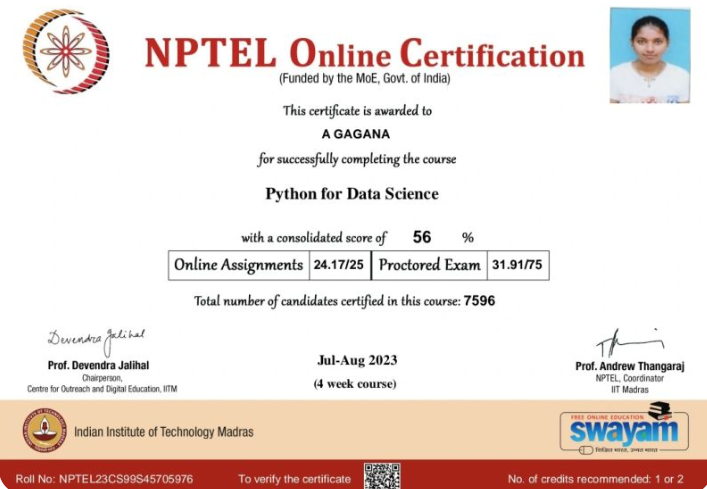 NPTEL Online Certification
(Funded by the MoE, Govt. of India)
This certificate is awarded to
A GAGANA
for successfully completing the course
Python for Data Science
with a consolidated score of 56 %
Online Assignments 24.17/25 Proctored Exam 31.91/75
Total number of candidates certified in this course: 7596
Devendra Jalihal
Prof. Devendra Jalihal
Chairperson,
Centre for Outreach and Digital Education, IITM
Jul-Aug 2023
(4 week course)
Prof. Andrew Thangaraj
NPTEL, Coordinator
IIT Madras
Indian Institute of Technology Madras
FREE ONLINE EDUCATION
swayam
शिक्षित भारत, उन्नत भारत
Roll No: NPTEL23CS99S45705976
To verify the certificate
No. of credits recommended: 1 or 2